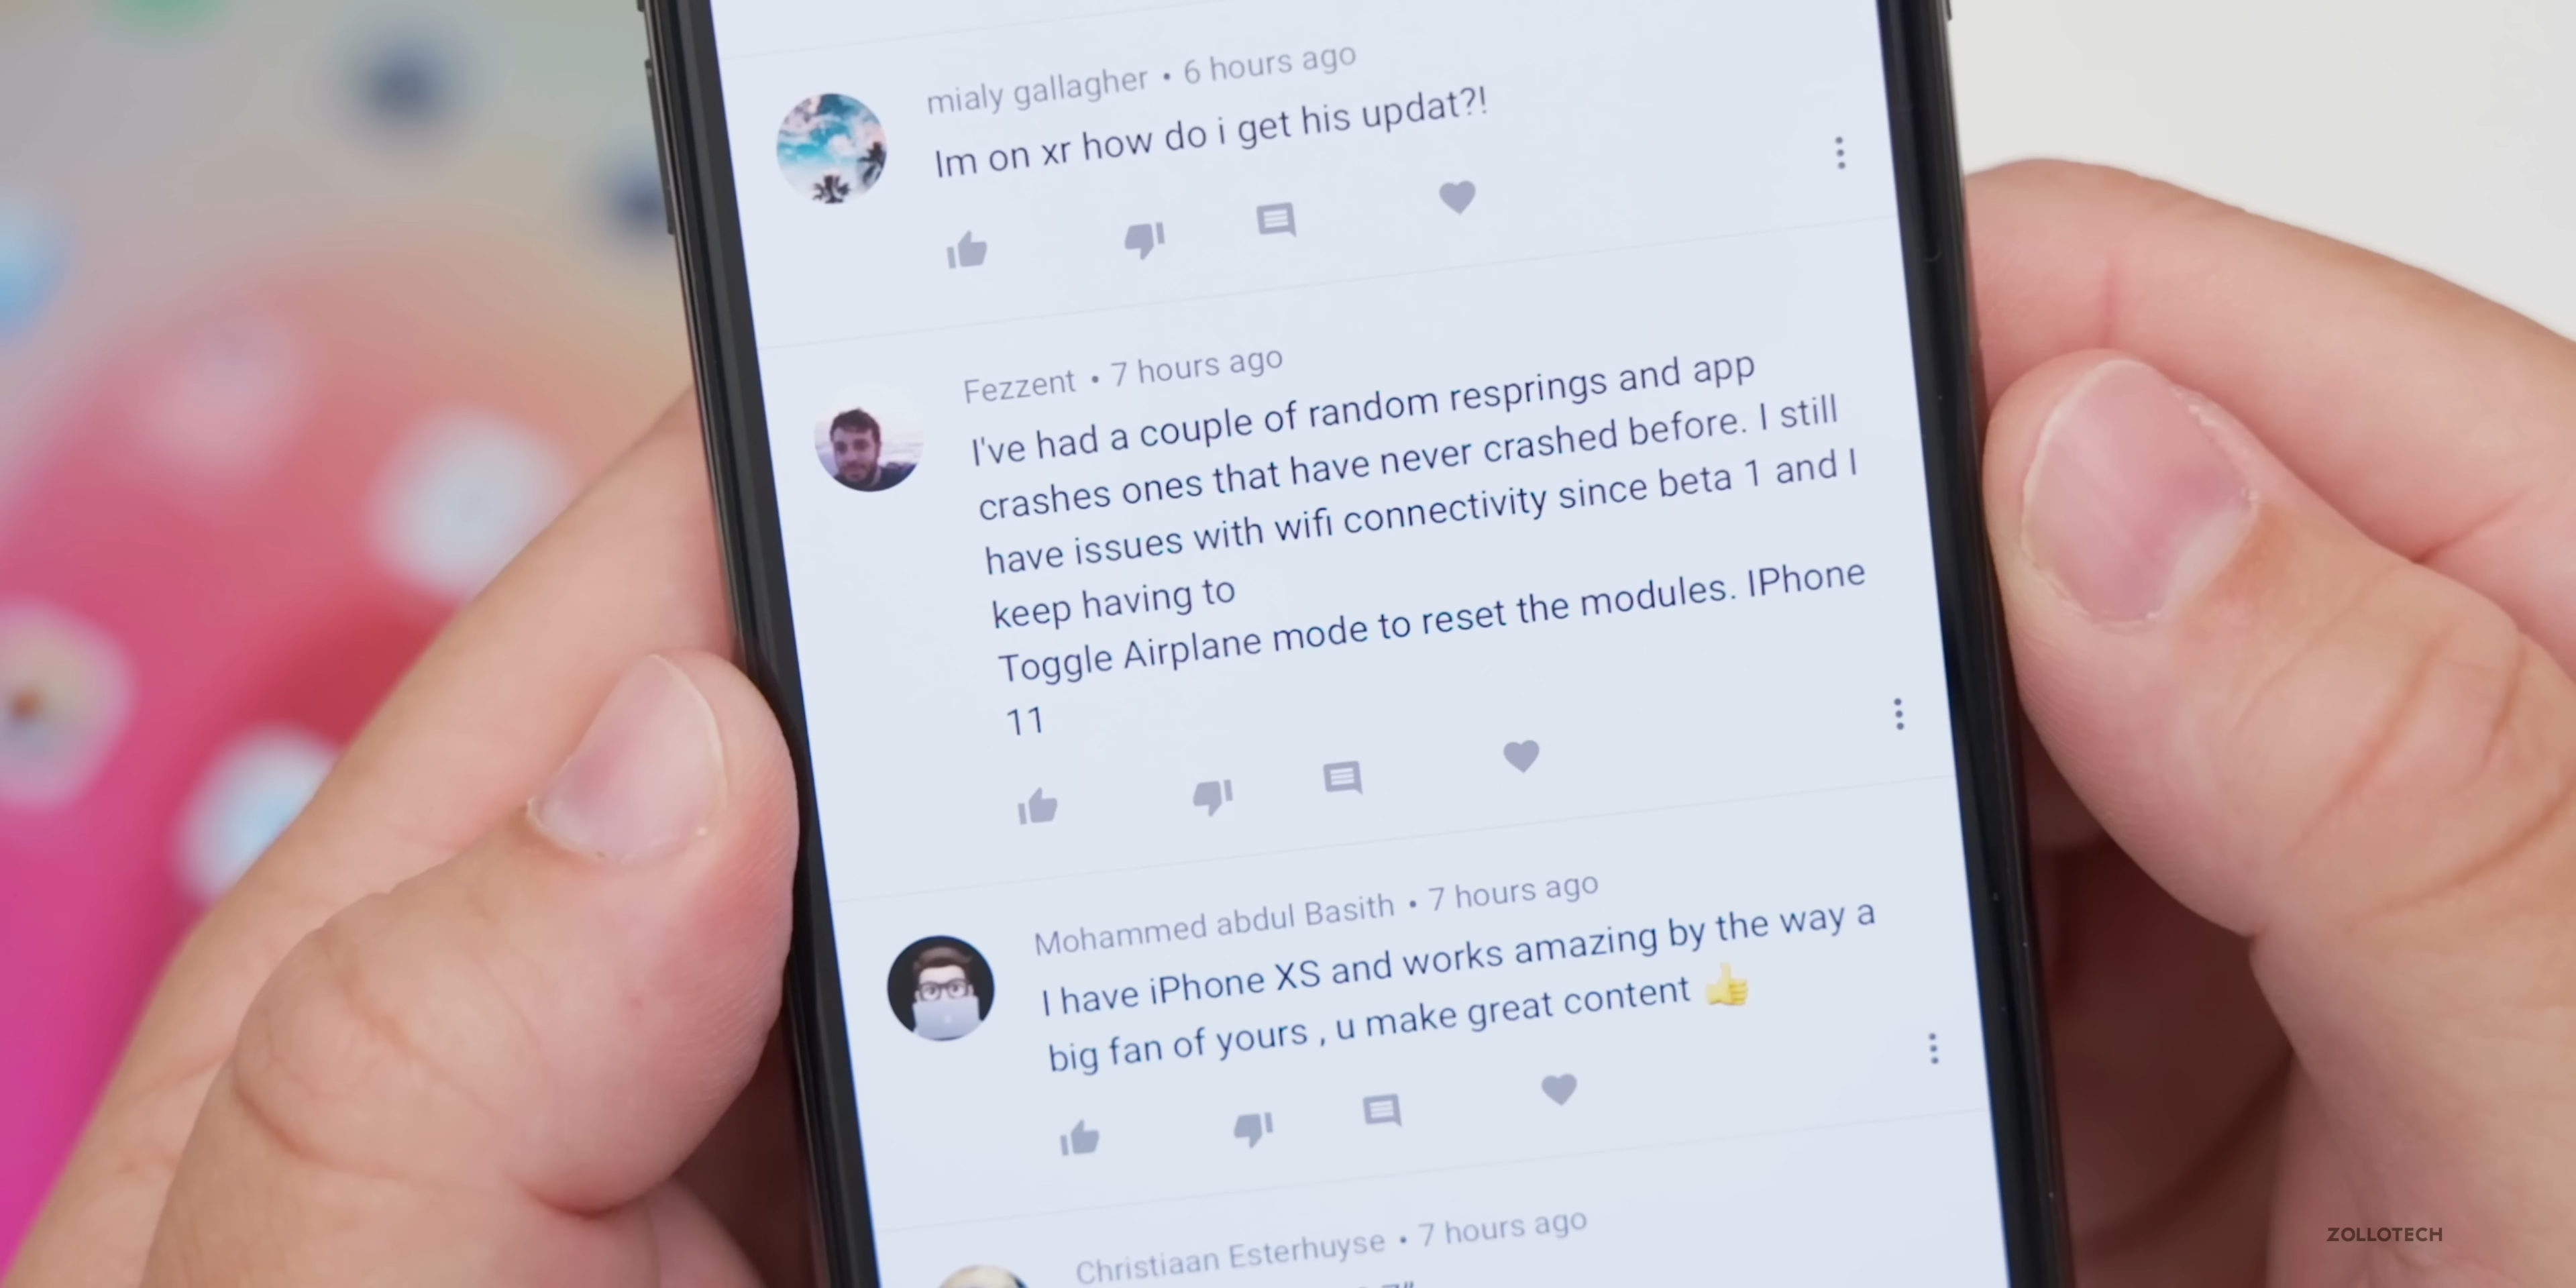 mialy gallagher • 6 hours ago
Im on xr how do i get his updat?!
Fezzent • 7 hours ago
I've had a couple of random resprings and app
crashes ones that have never crashed before. I still
have issues with wifi connectivity since beta 1 and I
keep having to
Toggle Airplane mode to reset the modules. IPhone
11
Mohammed abdul Basith • 7 hours ago
I have iPhone XS and works amazing by the way a
big fan of yours , u make great content 👍
Christiaan Esterhuyse • 7 hours ago
ZOLLOTECH